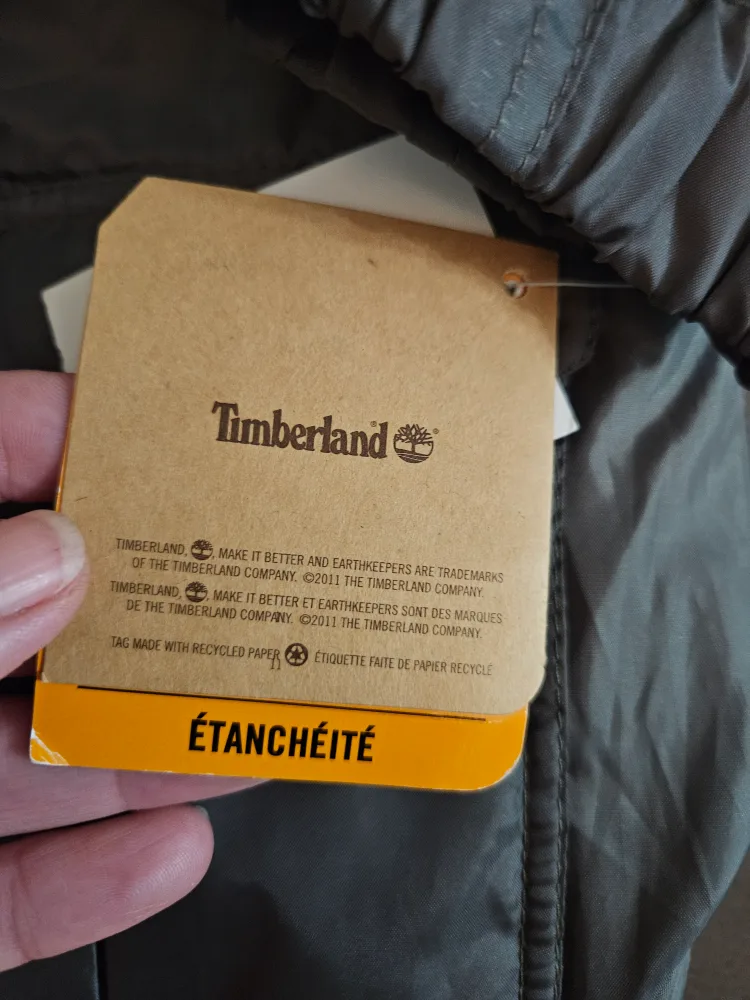 Timberland®
TIMBERLAND, , MAKE IT BETTER AND EARTHKEEPERS ARE TRADEMARKS
OF THE TIMBERLAND COMPANY. ©2011 THE TIMBERLAND COMPANY.
TIMBERLAND, , MAKE IT BETTER ET EARTHKEEPERS SONT DES MARQUES
DE THE TIMBERLAND COMPANY. ©2011 THE TIMBERLAND COMPANY.
TAG MADE WITH RECYCLED PAPER ÉTIQUETTE FAITE DE PAPIER RECYCLÉ
ÉTANCHÉITÉ